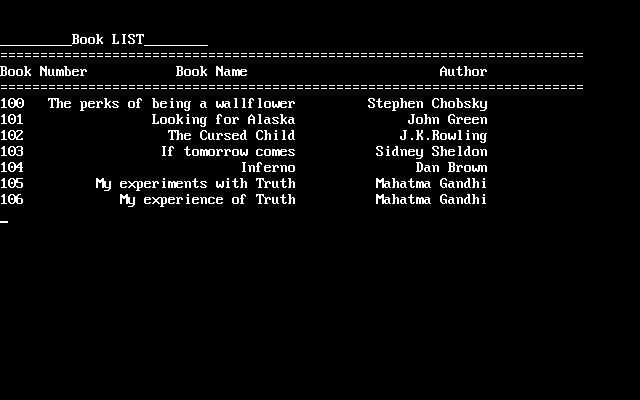 _________Book LIST________
=========================================================================
Book Number           Book Name                        Author
=========================================================================
100   The perks of being a wallflower         Stephen Chobsky
101                Looking for Alaska              John Green
102                  The Cursed Child             J.K.Rowling
103                 If tomorrow comes          Sidney Sheldon
104                           Inferno               Dan Brown
105         My experiments with Truth          Mahatma Gandhi
106            My experience of Truth          Mahatma Gandhi